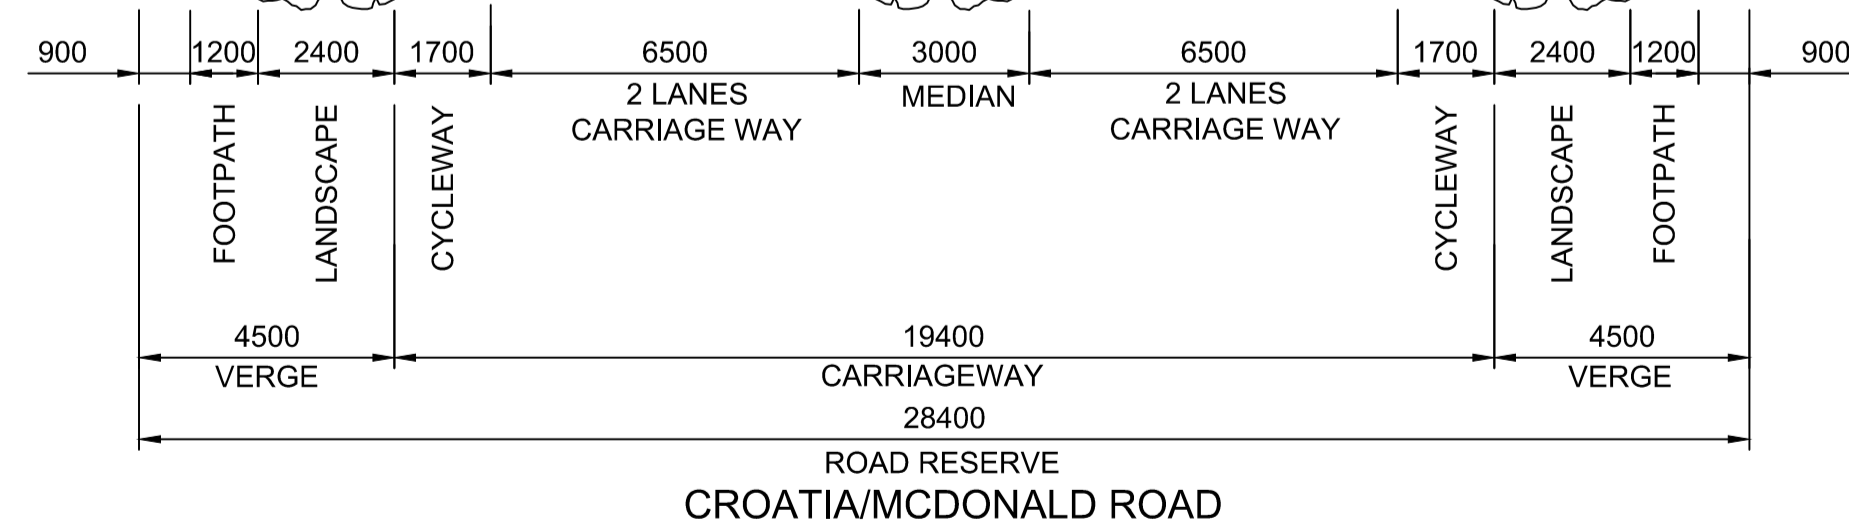 900 1200 2400 1700 6500 3000 6500 1700 2400 1200 900
2 LANES
CARRIAGE WAY
MEDIAN
2 LANES
CARRIAGE WAY
FOOTPATH
LANDSCAPE
CYCLEWAY
CYCLEWAY
LANDSCAPE
FOOTPATH
4500 19400 4500
VERGE CARRIAGEWAY VERGE
28400
ROAD RESERVE
CROATIA/MCDONALD ROAD